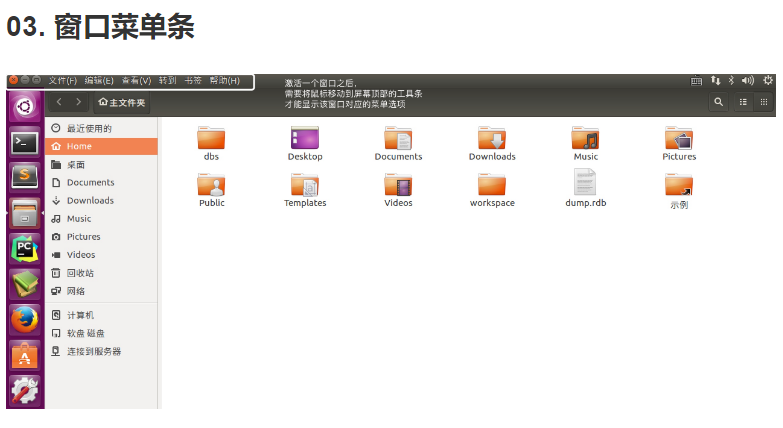 03. 窗口菜单条
文件(F) 编辑(E) 查看(V) 转到 书签 帮助(H)
激活一个窗口之后,
需要将鼠标移动到屏幕顶部的工具条
才能显示该窗口对应的菜单选项
主文件夹
最近使用的
Home
桌面
Documents
Downloads
Music
Pictures
Videos
回收站
网络
计算机
软盘 磁盘
连接到服务器
dbs
Desktop
Documents
Downloads
Music
Pictures
Public
Templates
Videos
workspace
dump.rdb
示例
PC